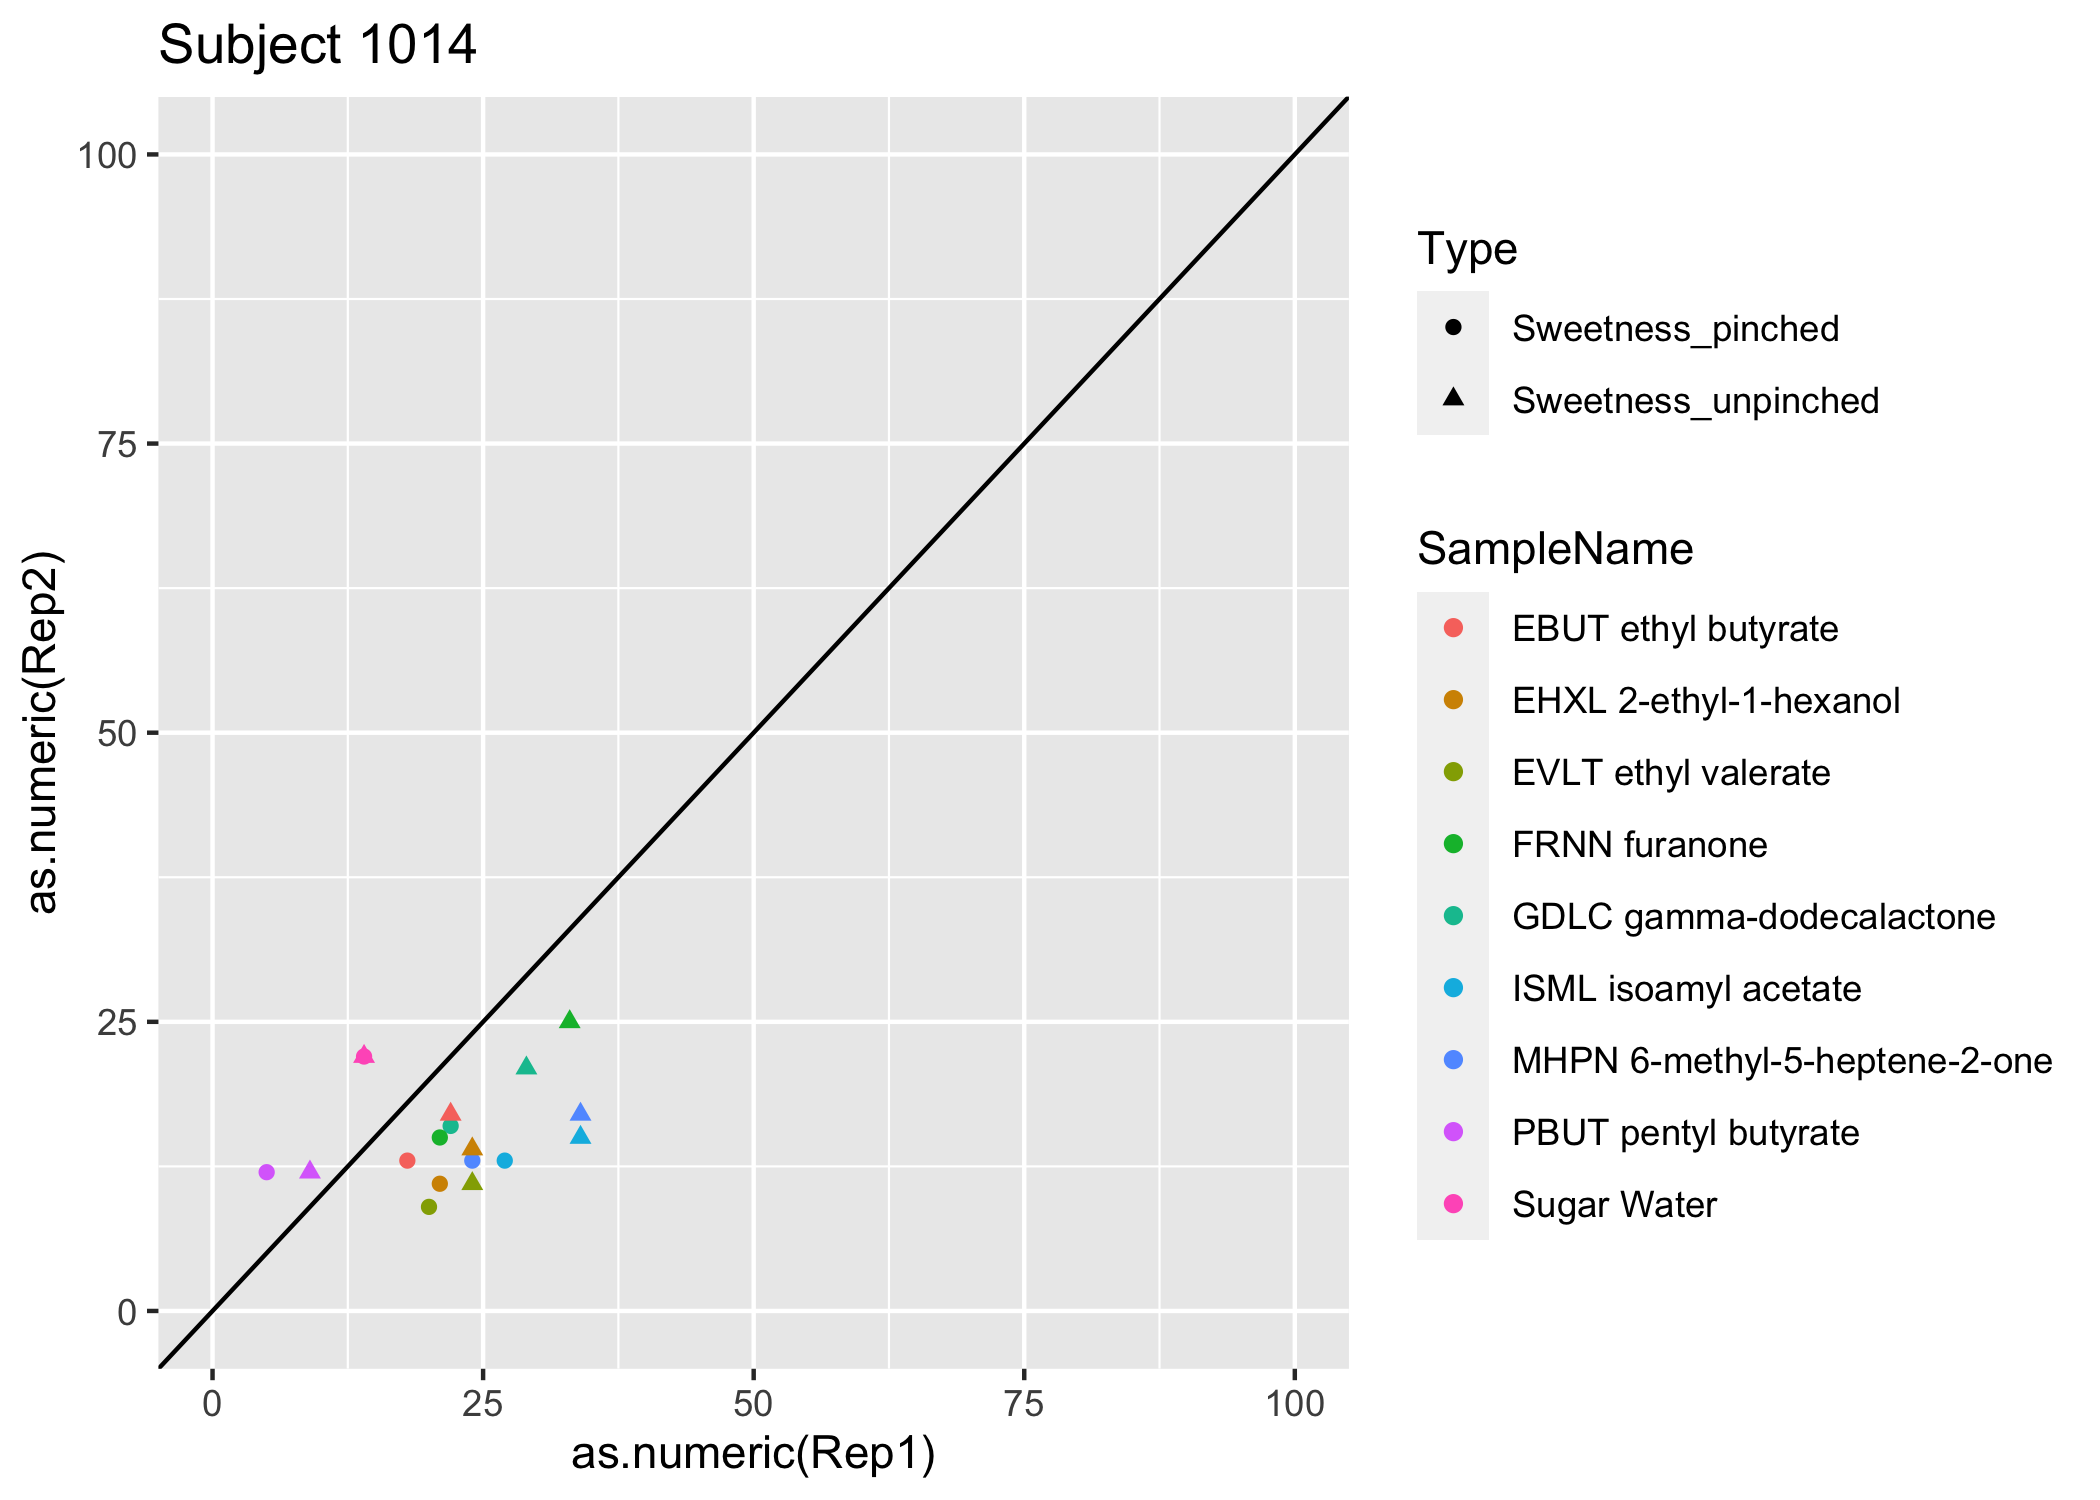 Subject 1014
100
75
50
25
0
as.numeric(Rep2)
0 25 50 75 100
as.numeric(Rep1)
Type
Sweetness_pinched
Sweetness_unpinched
SampleName
EBUT ethyl butyrate
EHXL 2-ethyl-1-hexanol
EVLT ethyl valerate
FRNN furanone
GDLC gamma-dodecalactone
ISML isoamyl acetate
MHPN 6-methyl-5-heptene-2-one
PBUT pentyl butyrate
Sugar Water